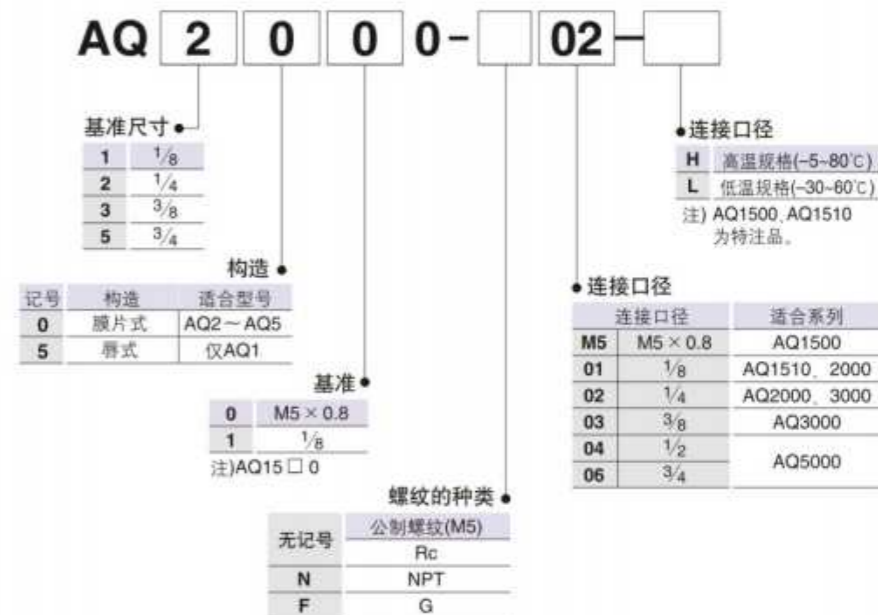 AQ 2 0 0 0 - 02 -
基准尺寸
1 1/8
2 1/4
3 3/8
5 3/4
构造
记号 构造 适合型号
0 膜片式 AQ2～AQ5
5 唇式 仅AQ1
基准
0 M5×0.8
1 1/8
注)AQ15□0
螺纹的种类
无记号 公制螺纹(M5)
Rc
N NPT
F G
连接口径
H 高温规格(-5~80℃)
L 低温规格(-30~60℃)
注) AQ1500、AQ1510
为特注品。
连接口径
连接口径 适合系列
M5 M5×0.8 AQ1500
01 1/8 AQ1510、2000
02 1/4 AQ2000、3000
03 3/8 AQ3000
04 1/2 AQ5000
06 3/4